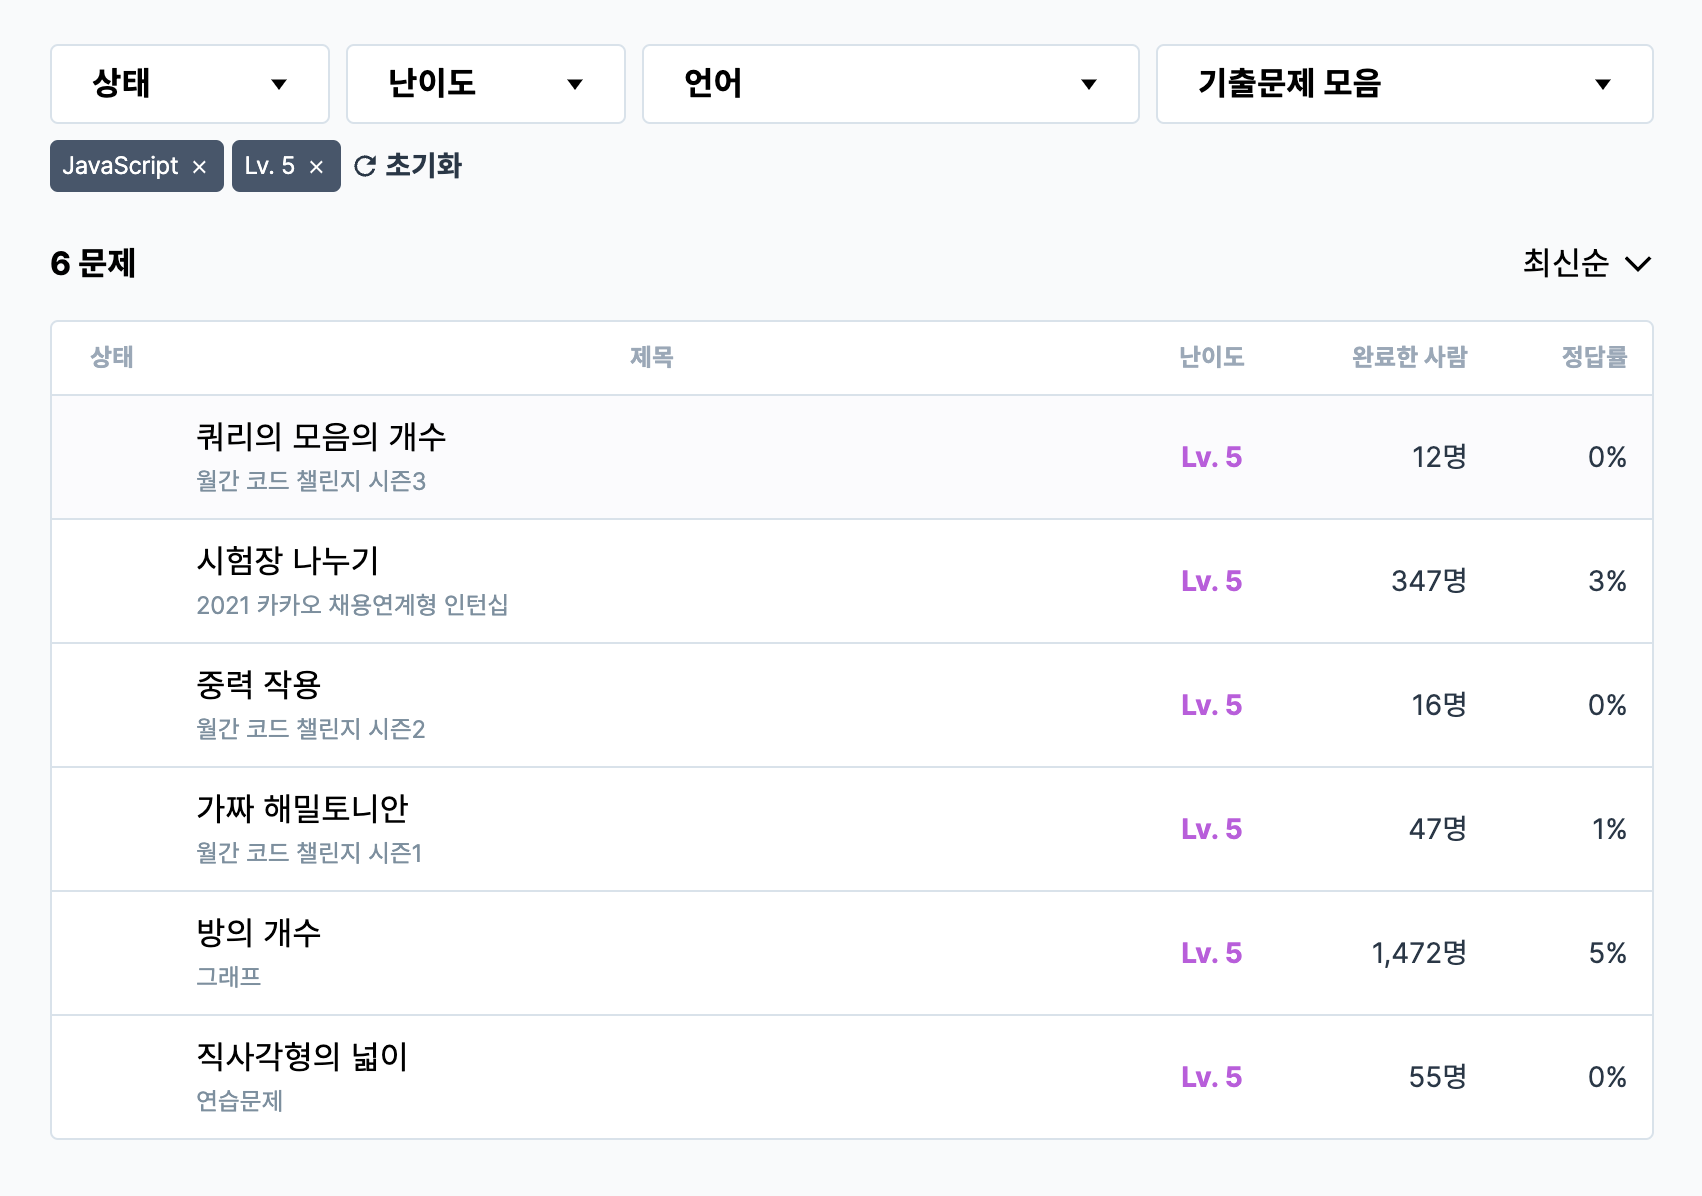 상태 난이도 언어 기출문제 모음
JavaScript × Lv. 5 × 초기화
6 문제 최신순
상태 제목 난이도 완료한 사람 정답률
쿼리의 모음의 개수 Lv. 5 12명 0%
월간 코드 챌린지 시즌3
시험장 나누기 Lv. 5 347명 3%
2021 카카오 채용연계형 인턴십
중력 작용 Lv. 5 16명 0%
월간 코드 챌린지 시즌2
가짜 해밀토니안 Lv. 5 47명 1%
월간 코드 챌린지 시즌1
방의 개수 Lv. 5 1,472명 5%
그래프
직사각형의 넓이 Lv. 5 55명 0%
연습문제